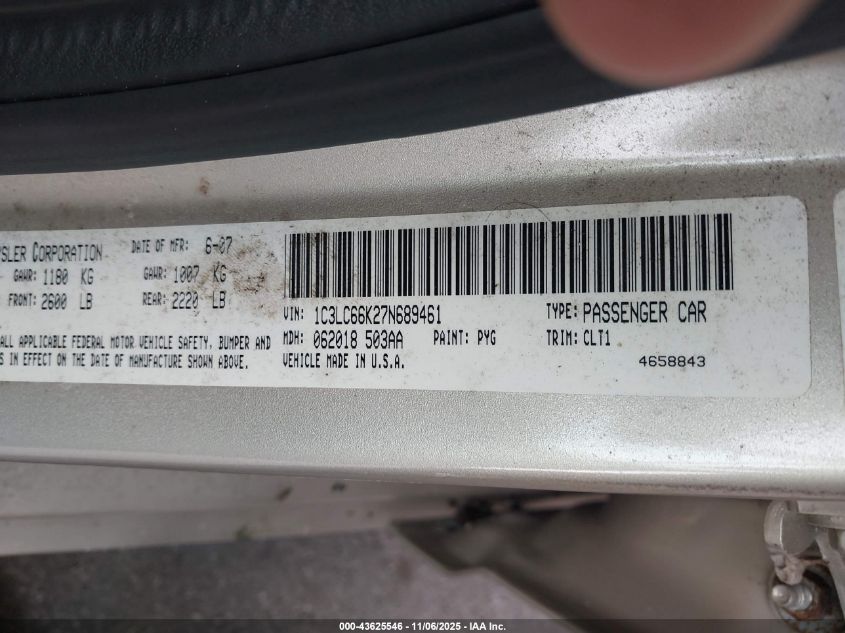 SLER CORPORATION DATE OF MFR: 6-07
GAWR: 1180 KG GAWR: 1007 KG
FRONT: 2600 LB REAR: 2220 LB
VIN: 1C3LC66K27N689461 TYPE: PASSENGER CAR
MDH: 062018 503AA PAINT: PYG TRIM: CLT1
VEHICLE MADE IN U.S.A. 4658843
ALL APPLICABLE FEDERAL MOTOR VEHICLE SAFETY, BUMPER AND
S IN EFFECT ON THE DATE OF MANUFACTURE SHOWN ABOVE.
000-43625546 - 11/06/2025 - IAA Inc.